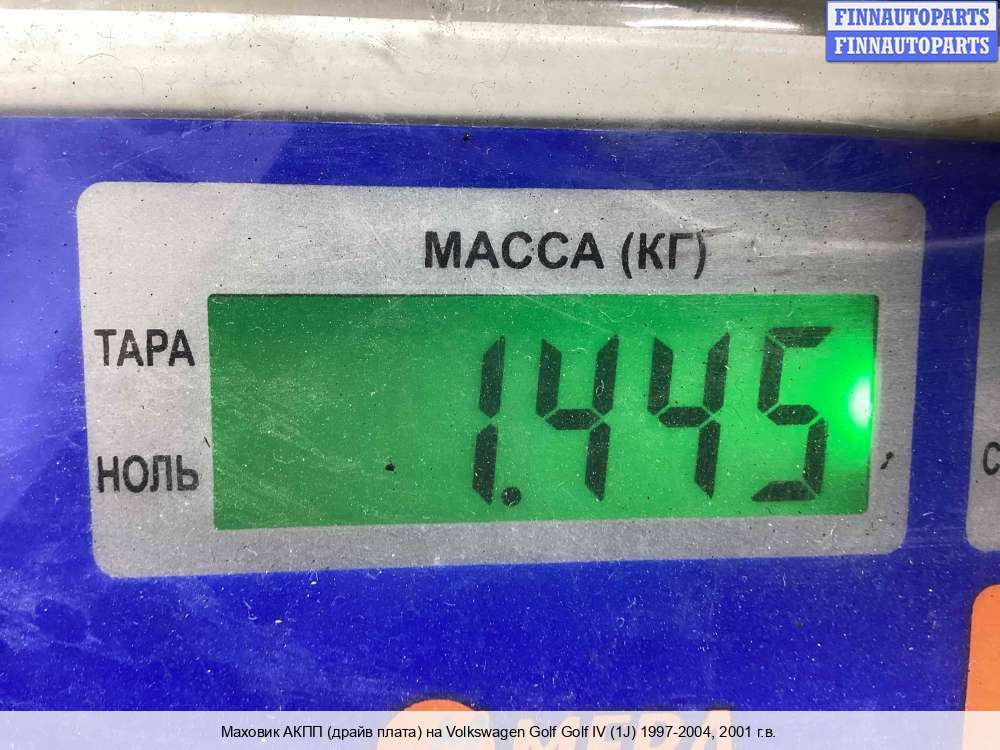 FINNAUTOPARTS
FINNAUTOPARTS
МАССА (КГ)
ТАРА
1.445
НОЛЬ
С
МЕРА
Маховик АКПП (драйв плата) на Volkswagen Golf Golf IV (1J) 1997-2004, 2001 г.в.